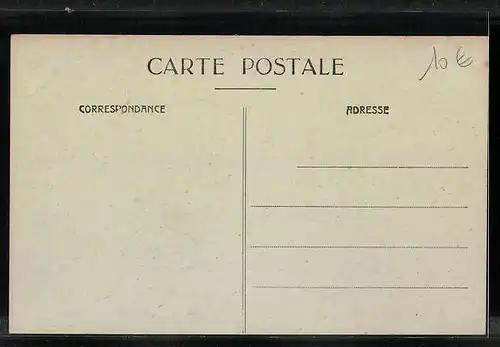 CARTE POSTALE
10 €
CORRESPONDANCE
ADRESSE